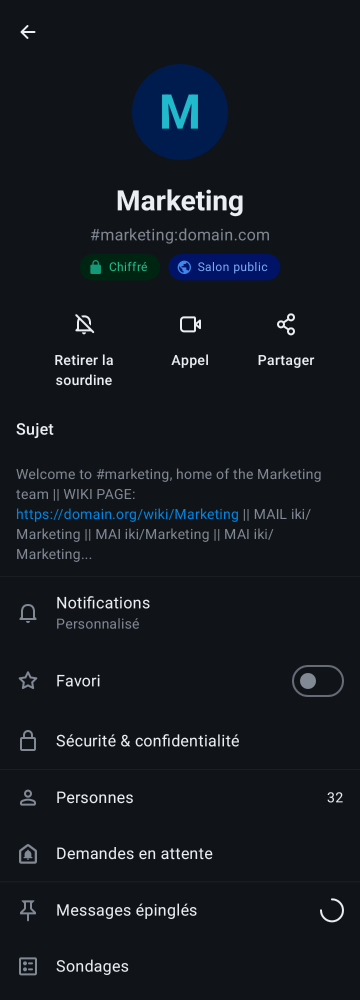 M
Marketing
#marketing:domain.com
Chiffré
Salon public
Retirer la
sourdine
Appel
Partager
Sujet
Welcome to #marketing, home of the Marketing
team || WIKI PAGE:
https://domain.org/wiki/Marketing || MAIL iki/
Marketing || MAI iki/Marketing || MAI iki/
Marketing...
Notifications
Personnalisé
Favori
Sécurité & confidentialité
Personnes 32
Demandes en attente
Messages épinglés
Sondages